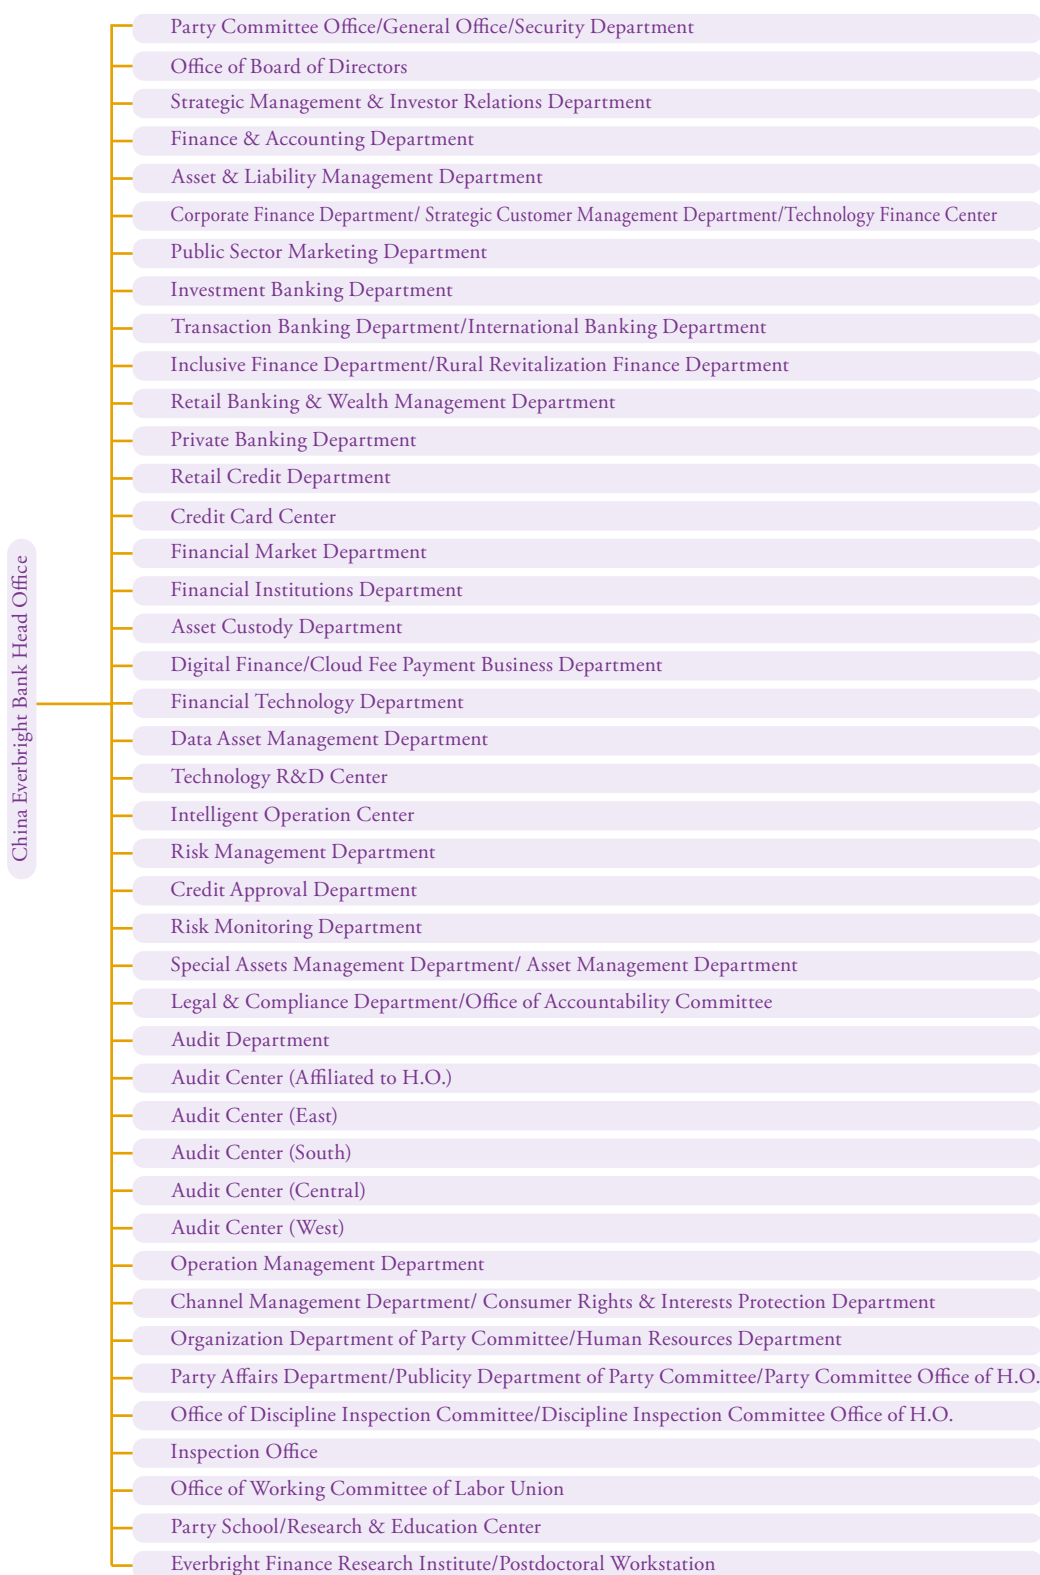 China Everbright Bank Head Office
Party Committee Office/General Office/Security Department
Office of Board of Directors
Strategic Management & Investor Relations Department
Finance & Accounting Department
Asset & Liability Management Department
Corporate Finance Department/ Strategic Customer Management Department/Technology Finance Center
Public Sector Marketing Department
Investment Banking Department
Transaction Banking Department/International Banking Department
Inclusive Finance Department/Rural Revitalization Finance Department
Retail Banking & Wealth Management Department
Private Banking Department
Retail Credit Department
Credit Card Center
Financial Market Department
Financial Institutions Department
Asset Custody Department
Digital Finance/Cloud Fee Payment Business Department
Financial Technology Department
Data Asset Management Department
Technology R&D Center
Intelligent Operation Center
Risk Management Department
Credit Approval Department
Risk Monitoring Department
Special Assets Management Department/ Asset Management Department
Legal & Compliance Department/Office of Accountability Committee
Audit Department
Audit Center (Affiliated to H.O.)
Audit Center (East)
Audit Center (South)
Audit Center (Central)
Audit Center (West)
Operation Management Department
Channel Management Department/ Consumer Rights & Interests Protection Department
Organization Department of Party Committee/Human Resources Department
Party Affairs Department/Publicity Department of Party Committee/Party Committee Office of H.O.
Office of Discipline Inspection Committee/Discipline Inspection Committee Office of H.O.
Inspection Office
Office of Working Committee of Labor Union
Party School/Research & Education Center
Everbright Finance Research Institute/Postdoctoral Workstation